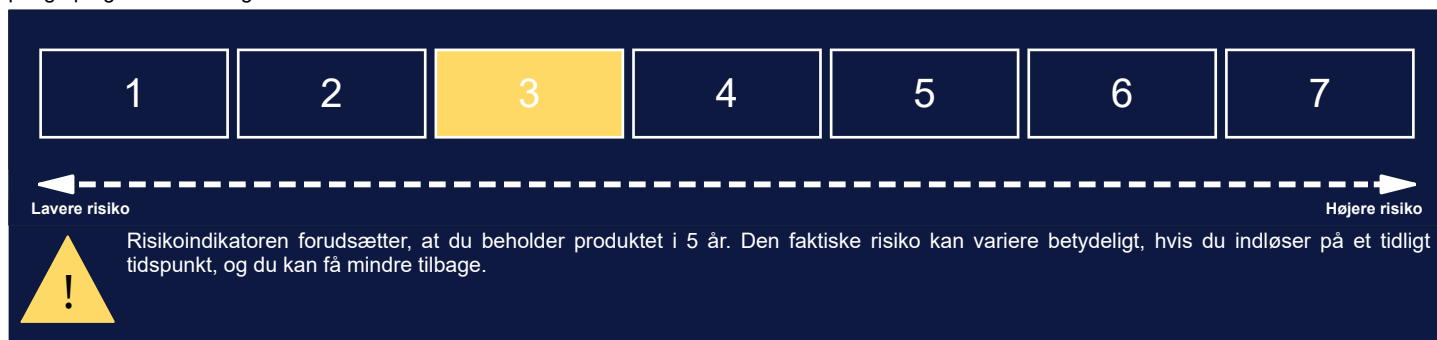 1 2 3 4 5 6 7
Lavere risiko Højere risiko
Risikoindikatoren forudsætter, at du beholder produktet i 5 år. Den faktiske risiko kan variere betydeligt, hvis du indløser på et tidligt
tidspunkt, og du kan få mindre tilbage.
!